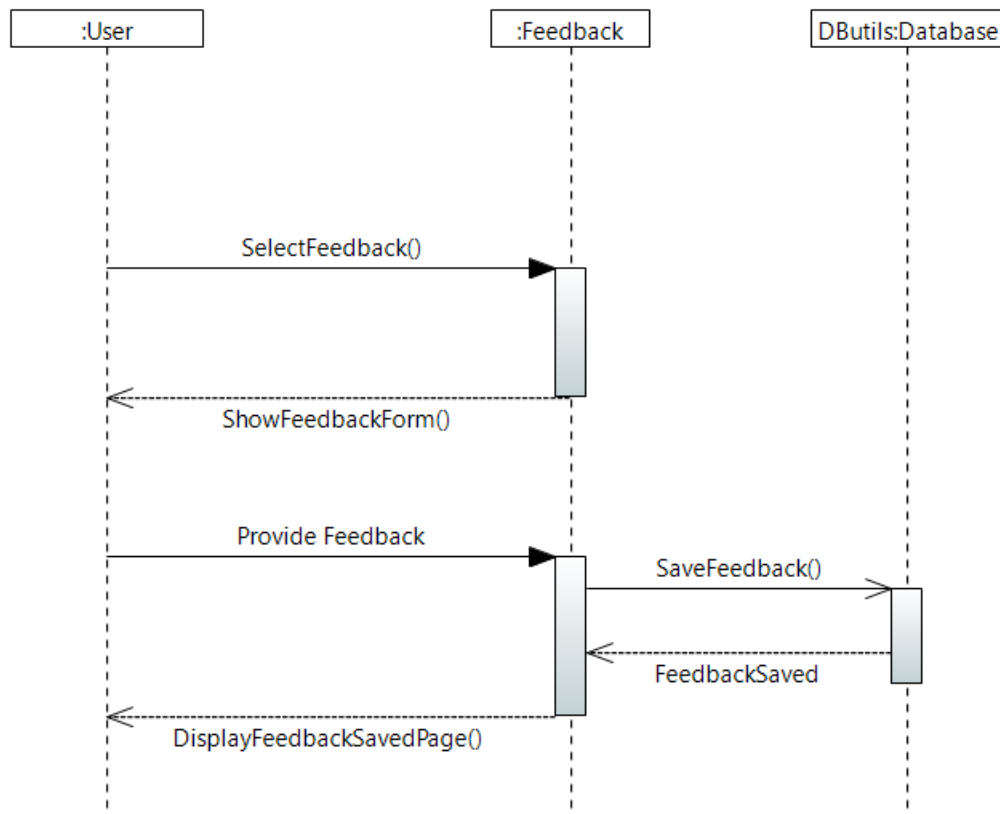 :User
:Feedback
DButils:Database
SelectFeedback()
ShowFeedbackForm()
Provide Feedback
SaveFeedback()
FeedbackSaved
DisplayFeedbackSavedPage()